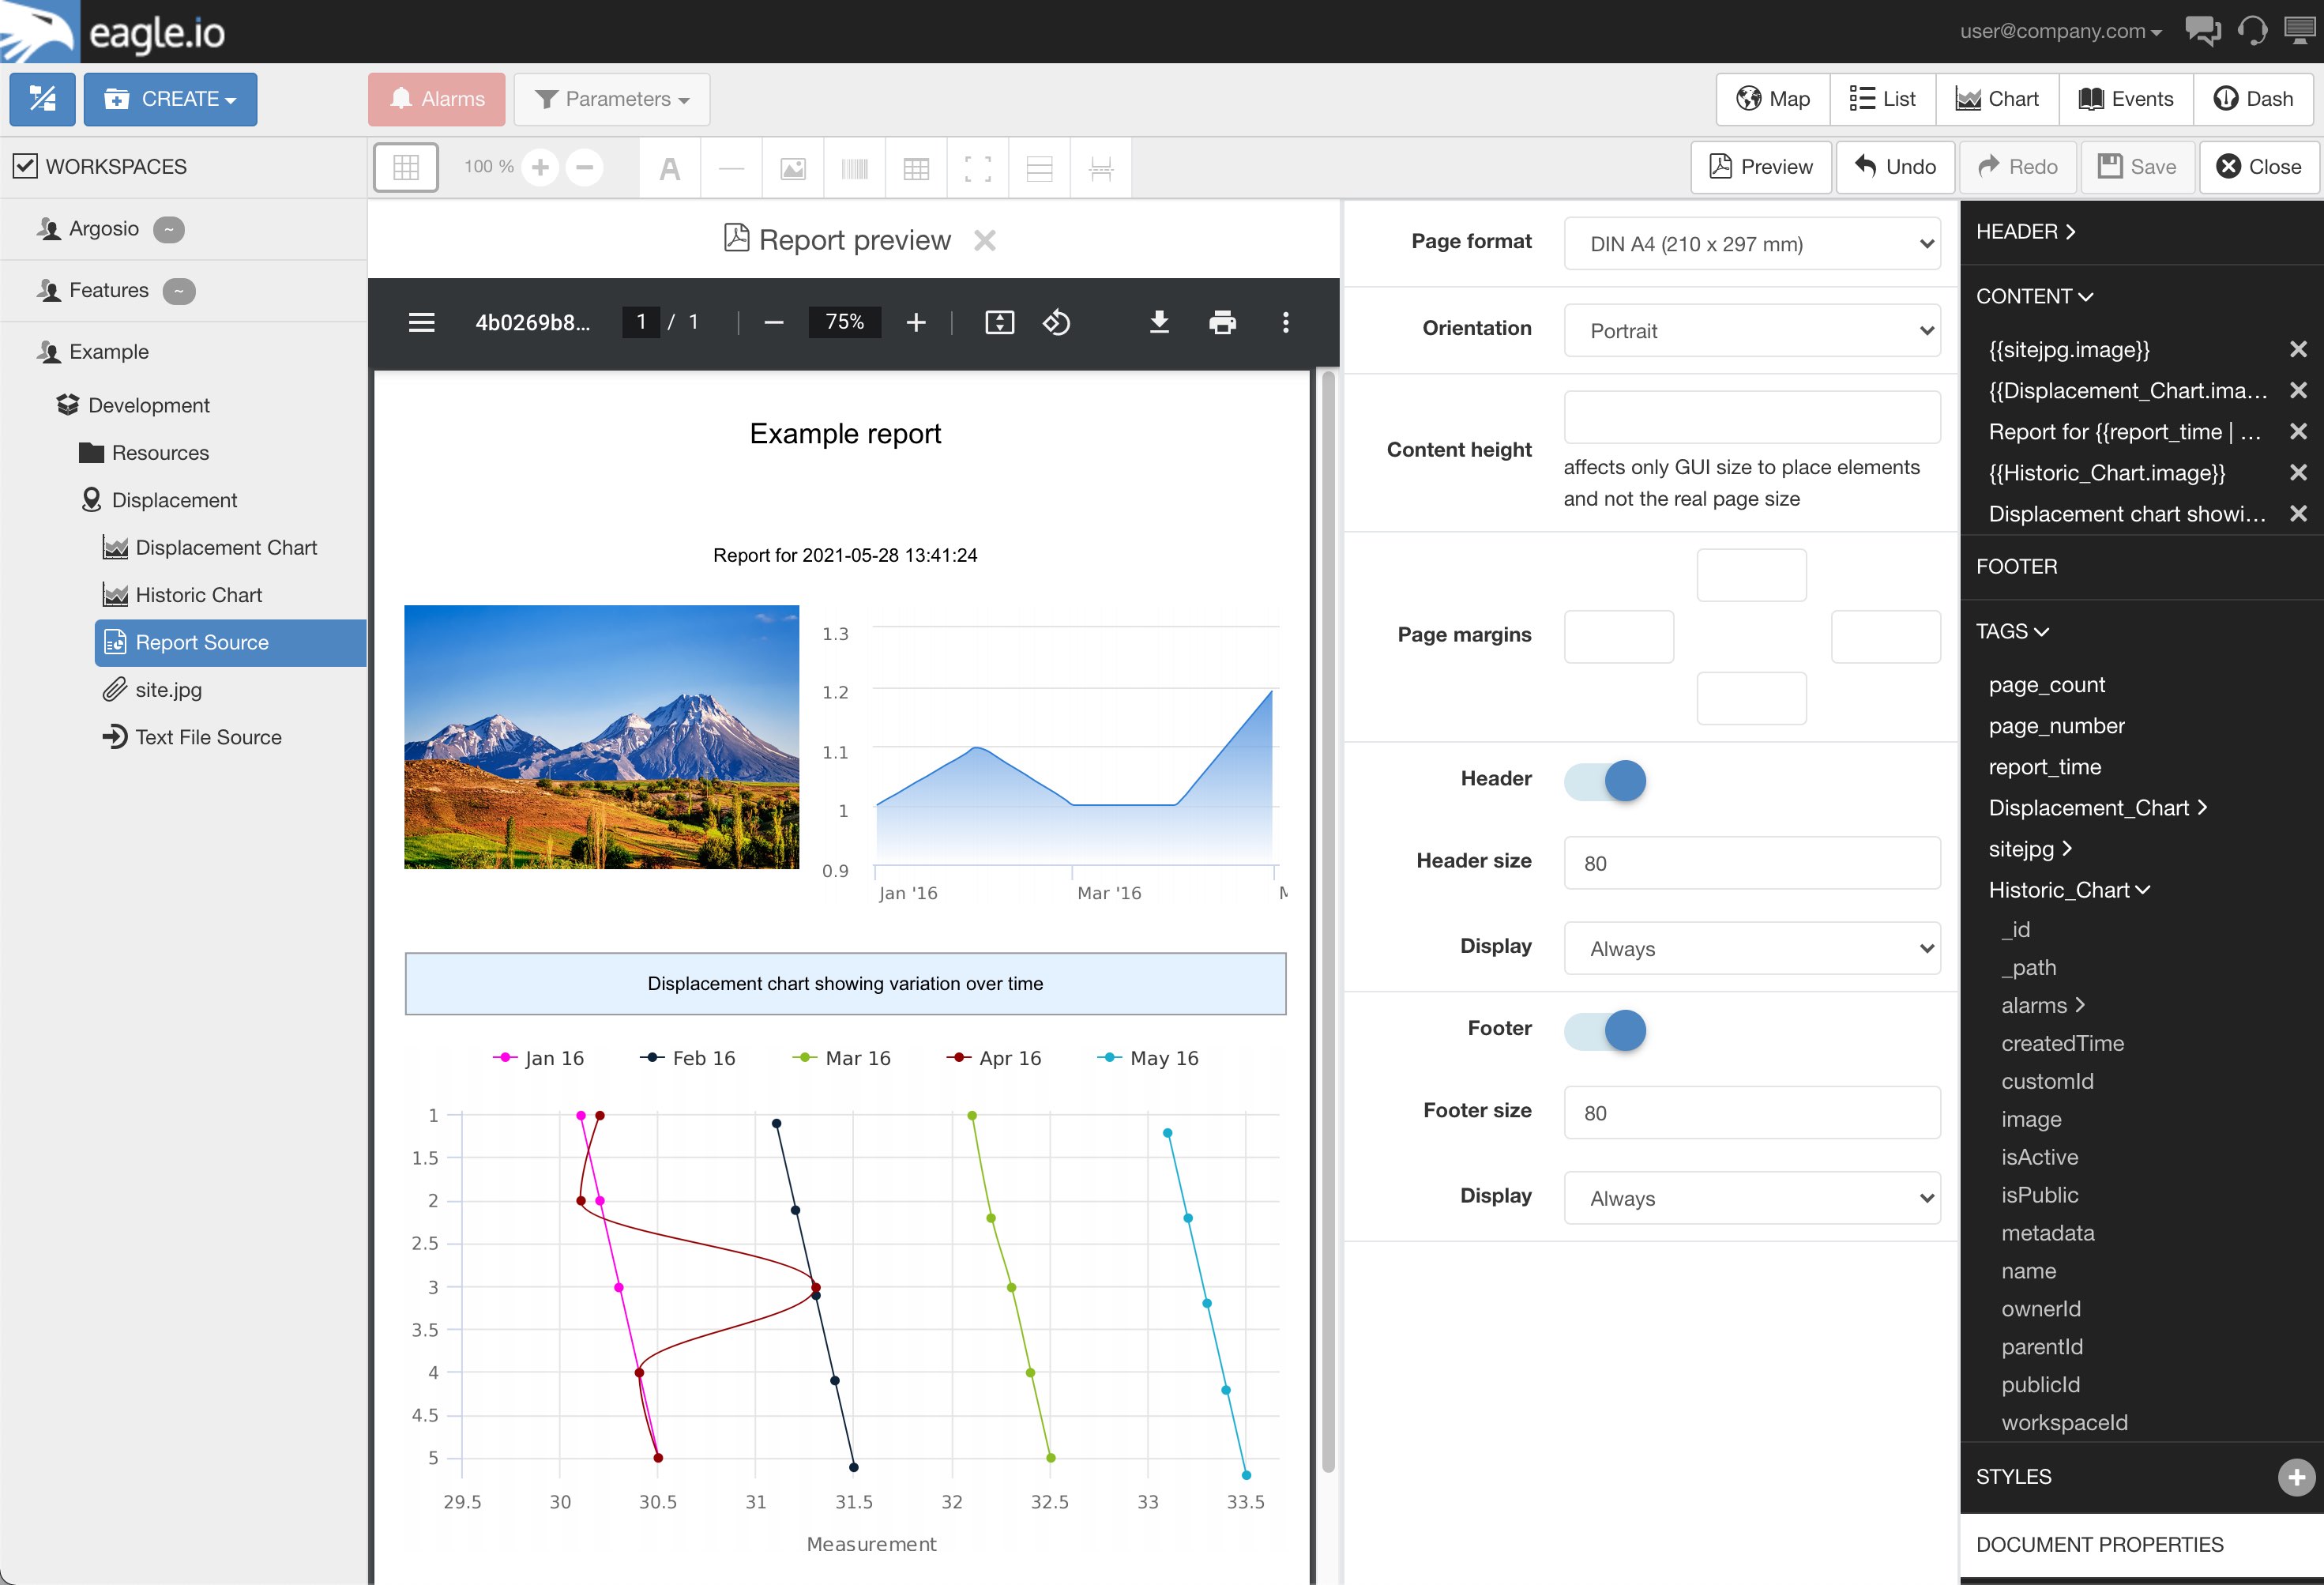 eagle.io
user@company.com
CREATE
Alarms
Parameters
Map
List
Chart
Events
Dash
WORKSPACES
100 %
A
Preview
Undo
Redo
Save
Close
Argosio
~
Features
~
Example
Development
Resources
Displacement
Displacement Chart
Historic Chart
Report Source
site.jpg
Text File Source
Report preview
4b0269b8...
1 / 1
75%
Example report
Report for 2021-05-28 13:41:24
1.3
1.2
1.1
1
0.9
Jan '16
Mar '16
Displacement chart showing variation over time
Jan 16
Feb 16
Mar 16
Apr 16
May 16
1
1.5
2
2.5
3
3.5
4
4.5
5
29.5
30
30.5
31
31.5
32
32.5
33
33.5
Measurement
Page format
DIN A4 (210 x 297 mm)
Orientation
Portrait
Content height
affects only GUI size to place elements
and not the real page size
Page margins
Header
Header size
80
Display
Always
Footer
Footer size
80
Display
Always
HEADER
CONTENT
{{sitejpg.image}}
{{Displacement_Chart.ima...
Report for {{report_time | ...
{{Historic_Chart.image}}
Displacement chart showi...
FOOTER
TAGS
page_count
page_number
report_time
Displacement_Chart
sitejpg
Historic_Chart
_id
_path
alarms
createdTime
customId
image
isActive
isPublic
metadata
name
ownerId
parentId
publicId
workspaceId
STYLES
DOCUMENT PROPERTIES